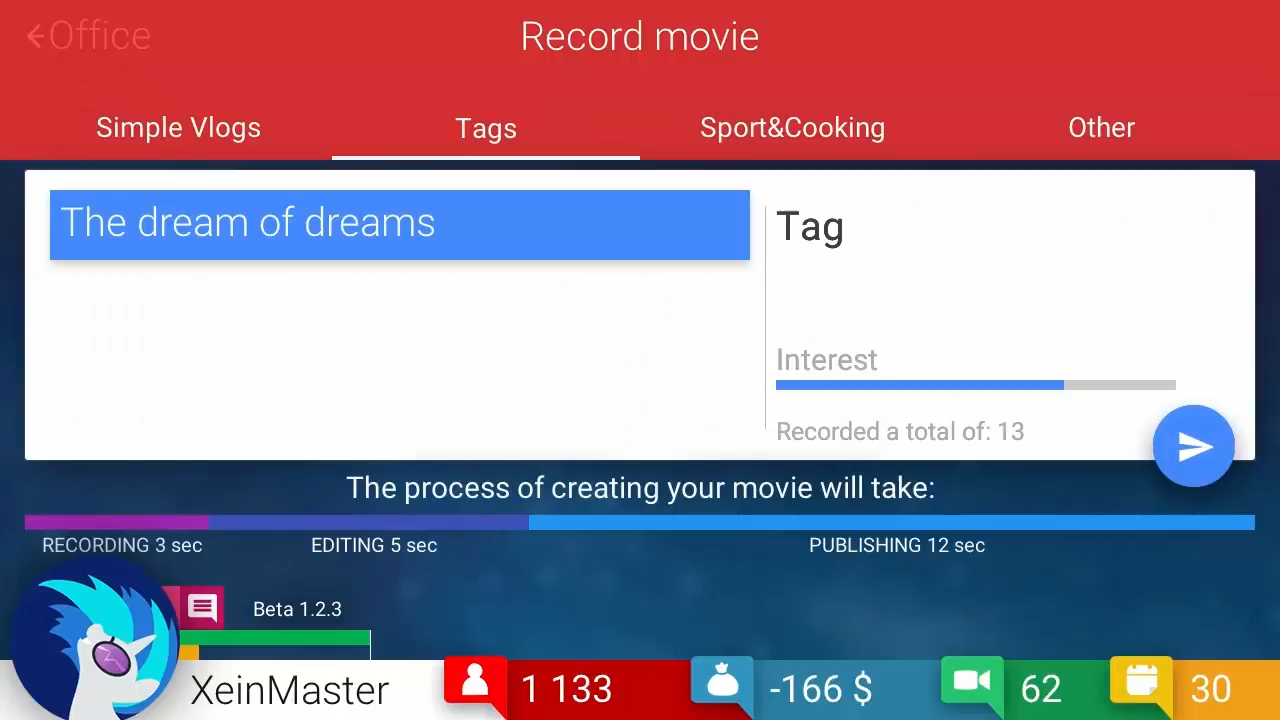 Office
Record movie
Simple Vlogs
Tags
Sport&Cooking
Other
The dream of dreams
Tag
Interest
Recorded a total of: 13
The process of creating your movie will take:
RECORDING 3 sec
EDITING 5 sec
PUBLISHING 12 sec
Beta 1.2.3
XeinMaster
1 133
-166 $
62
30